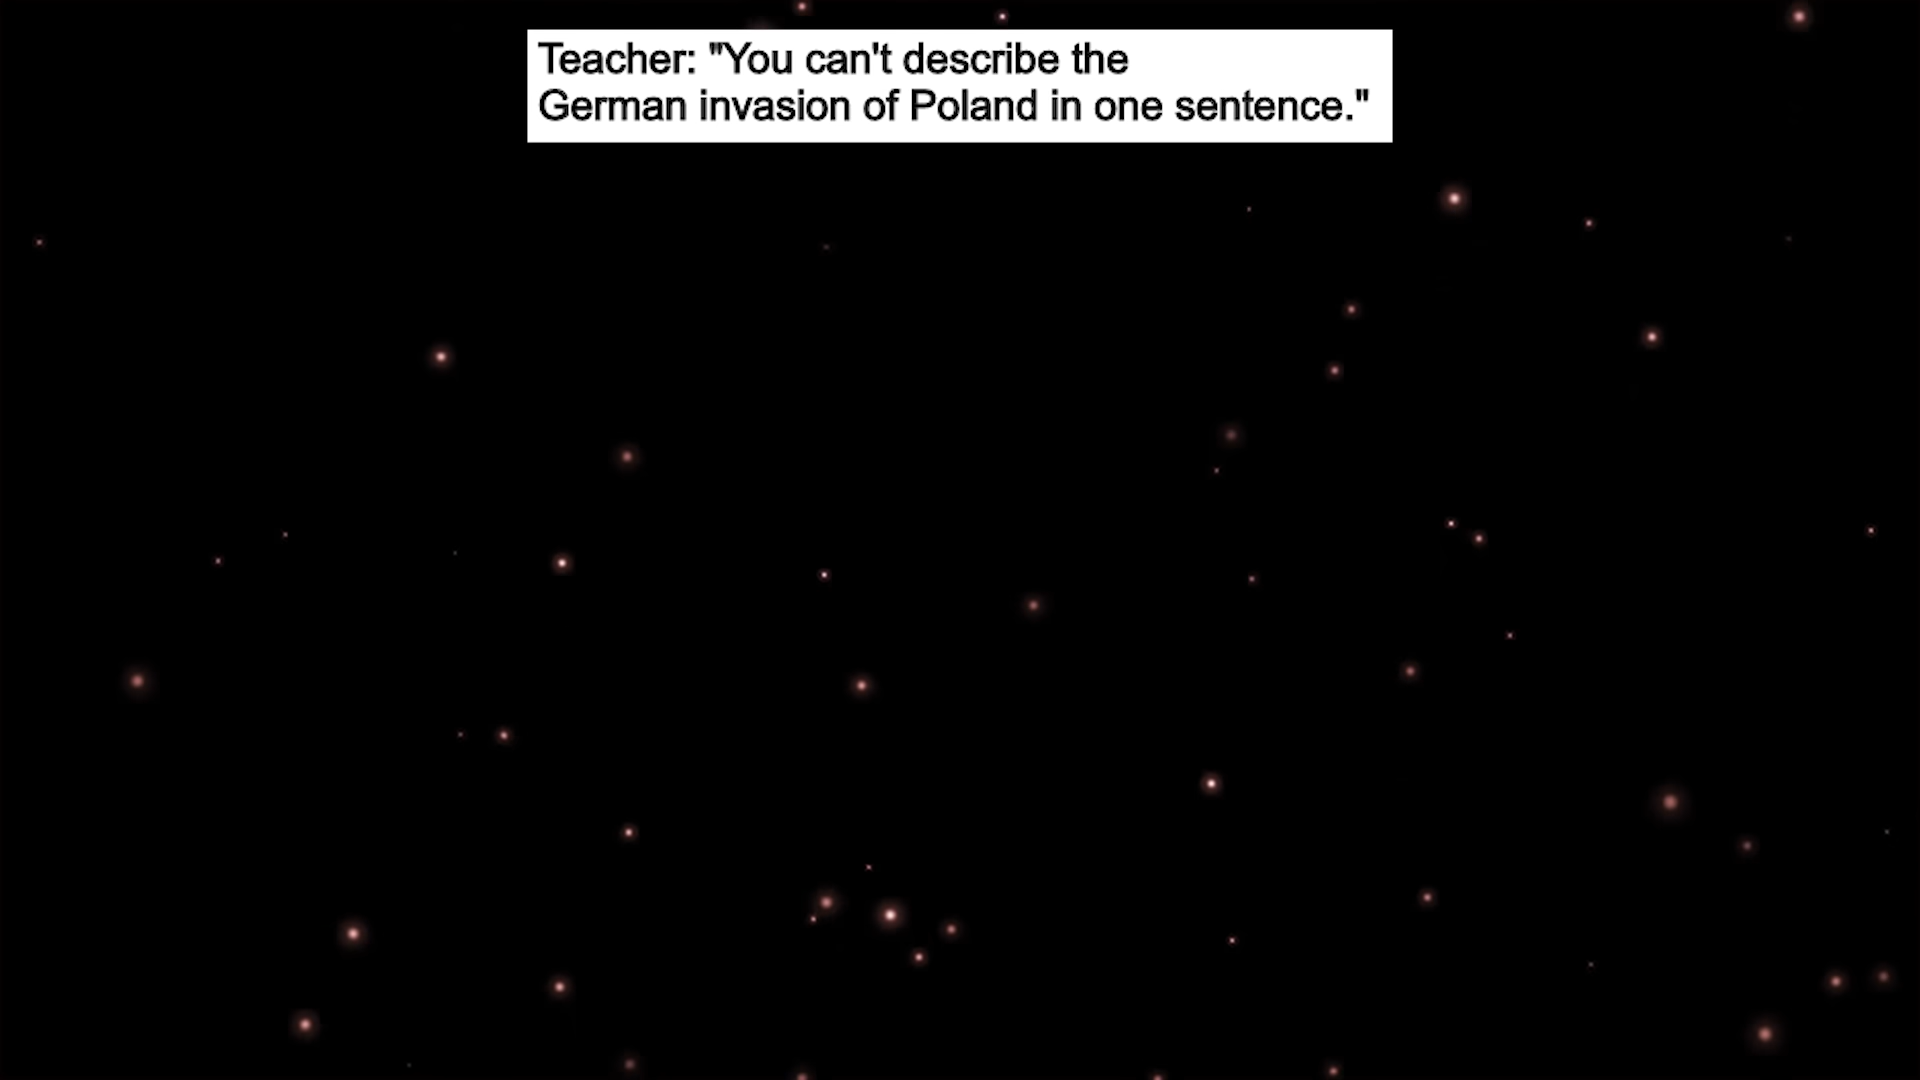 Teacher: "You can't describe the
German invasion of Poland in one sentence."